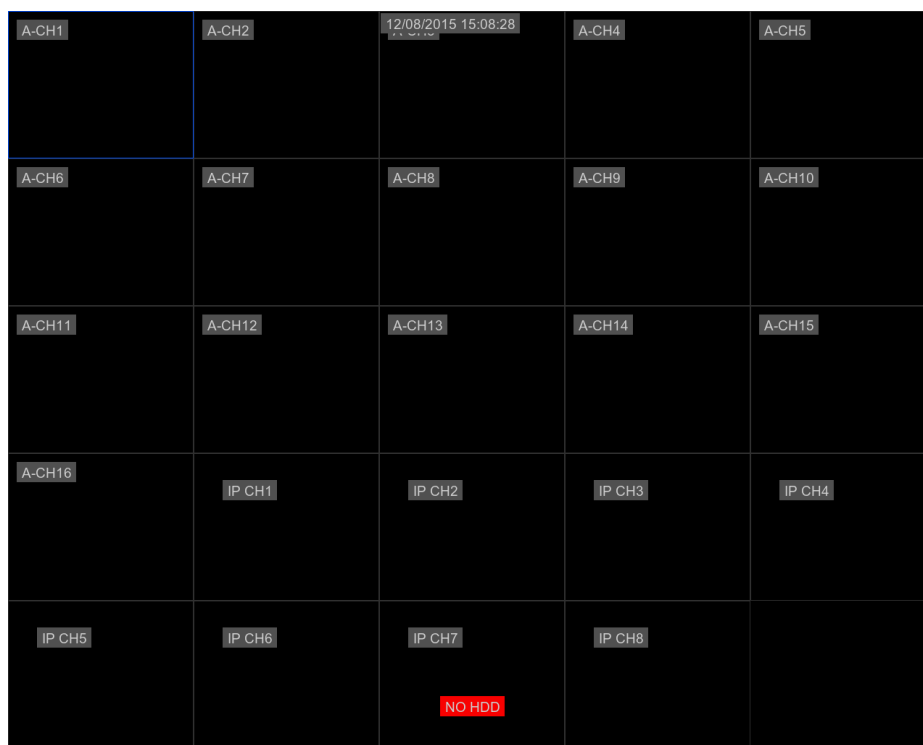 A-CH1
A-CH2
12/08/2015 15:08:28
A-CH4
A-CH5
A-CH6
A-CH7
A-CH8
A-CH9
A-CH10
A-CH11
A-CH12
A-CH13
A-CH14
A-CH15
A-CH16
IP CH1
IP CH2
IP CH3
IP CH4
IP CH5
IP CH6
IP CH7
IP CH8
NO HDD